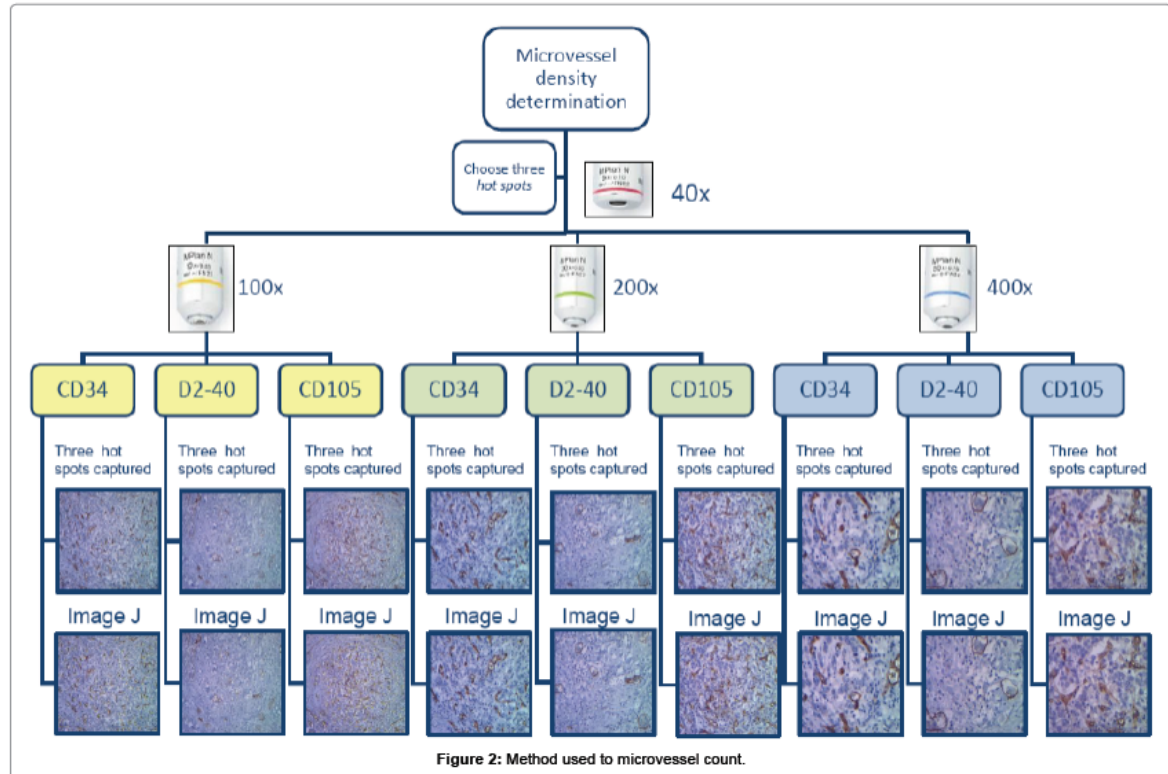 Microvessel
density
determination
Choose three
hot spots
40x
100x
200x
400x
CD34
D2-40
CD105
CD34
D2-40
CD105
CD34
D2-40
CD105
Three hot
spots captured
Three hot
spots captured
Three hot
spots captured
Three hot
spots captured
Three hot
spots captured
Three hot
spots captured
Three hot
spots captured
Three hot
spots captured
Three hot
spots captured
Image J
Image J
Image J
Image J
Image J
Image J
Image J
Image J
Image J
Figure 2: Method used to microvessel count.